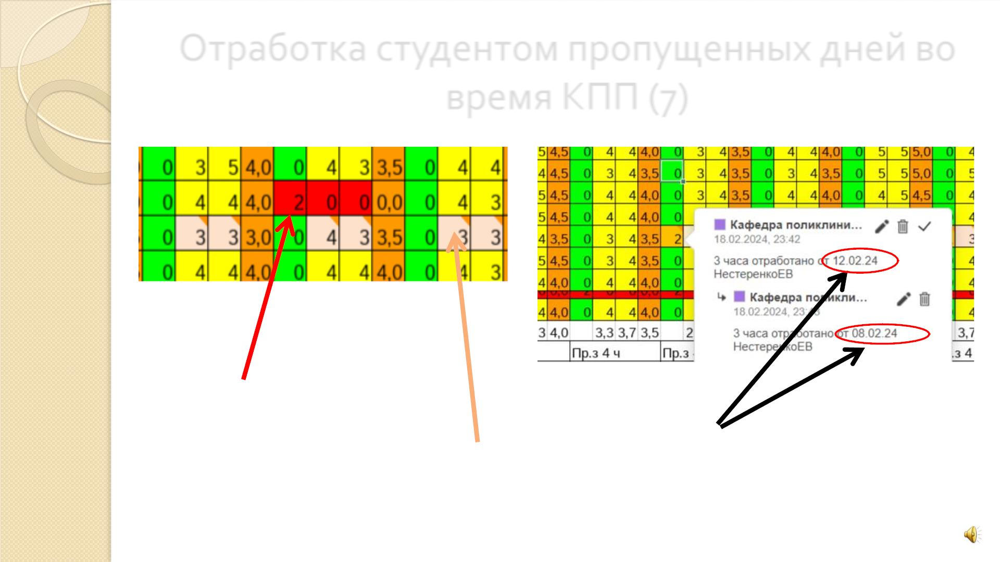 Отработка студентом пропущенных дней во
время КПП (7)
0 3 5 4,0 0 4 3 3,5 0 4 4
0 4 4 4,0 2 0 0 0,0 0 4 3
0 3 3 3,0 0 4 3 3,5 0 3 3
0 4 4 4,0 0 4 4 4,0 0 4 3
5 4,5 0 4 4 4,0 0 3 4 3,5 0 4 4 4,0 0 5 5 5,0 0 4
4 4,5 0 3 4 3,5 0 3 4 3,5 0 3 4 3,5 0 5 5 5,0 0 5
5 4,5 0 4 4 4,0 0 3 4 3,5 0 4 4 4,0 0 4 5 4,5 0 4
5 4,5 0 4 4 4,0 0 4
4 3,5 0 3 4 3,5 2 3
5 4,5 0 3 4 3,5 0 4
4 4,0 0 4 4 4,0 0 4
4 4,0 0 4 4 4,0 0 4
3 4,0 3,3 3,7 3,5 2 3,7
Пр.з 4 ч Пр.з .з 4
Кафедра поликлини...
18.02.2024, 23:42
3 часа отработано от 12.02.24
НестеренкоЕВ
Кафедра поликли...
18.02.2024,
3 часа отработано от 08.02.24
НестеренкоЕВ